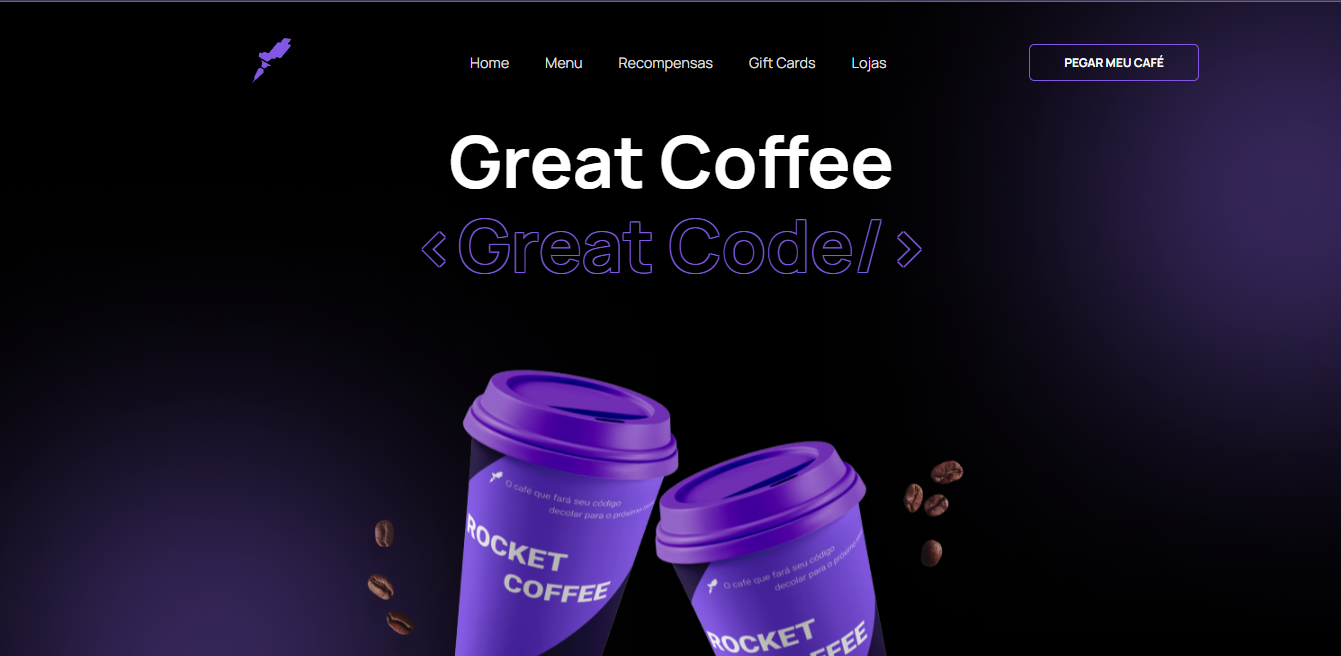 Home
Menu
Recompensas
Gift Cards
Lojas
PEGAR MEU CAFÉ
Great Coffee
<Great Code/>
O café que fará seu código
decolar para o próximo
ROCKET
COFFEE
O café que fará seu código
decolar para o próximo
ROCKET